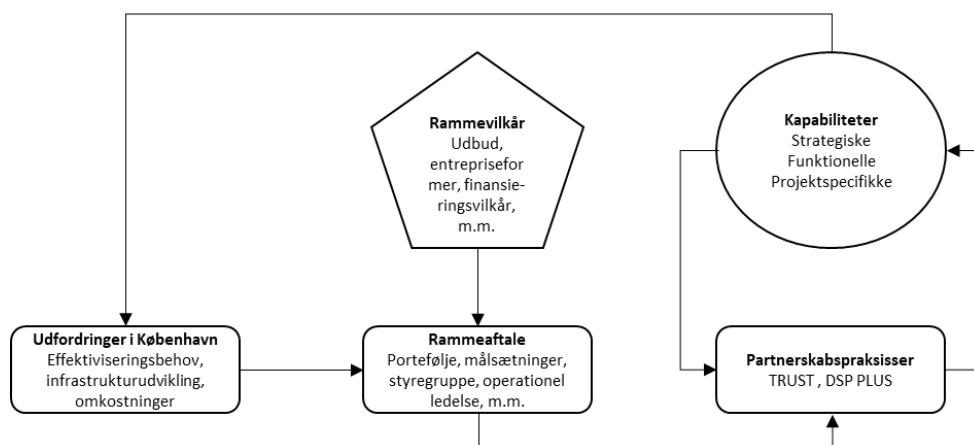 Rammevilkår
Udbud,
entreprisefor
mer, finansie-
ringsvilkår,
m.m.
Kapabiliteter
Strategiske
Funktionelle
Projektspecifikke
Udfordringer i København
Effektiviseringsbehov,
infrastrukturudvikling,
omkostninger
Rammeaftale
Portefølje, målsætninger,
styregruppe, operationel
ledelse, m.m.
Partnerskabspraksisser
TRUST , DSP PLUS